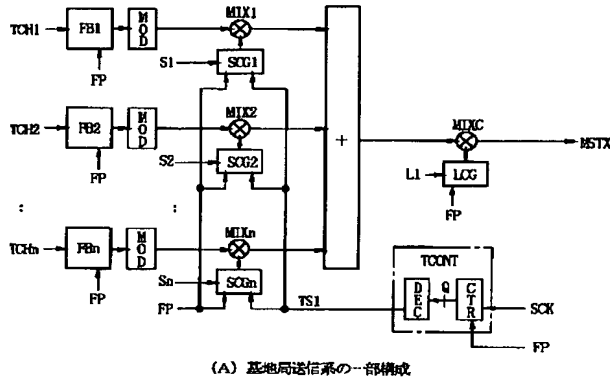 TCH1
FB1
MOD
MIX1
S1
SCG1
FP
TCH2
FB2
MOD
MIX2
S2
SCG2
FP
+
MIXC
MSTX
L1
LCG
FP
:
:
TCHn
FBn
MOD
MIXn
Sn
SCGn
FP
FP
TS1
TCONT
DEC
Q
CTR
SCK
FP
(A) 基地局送信系の一部構成